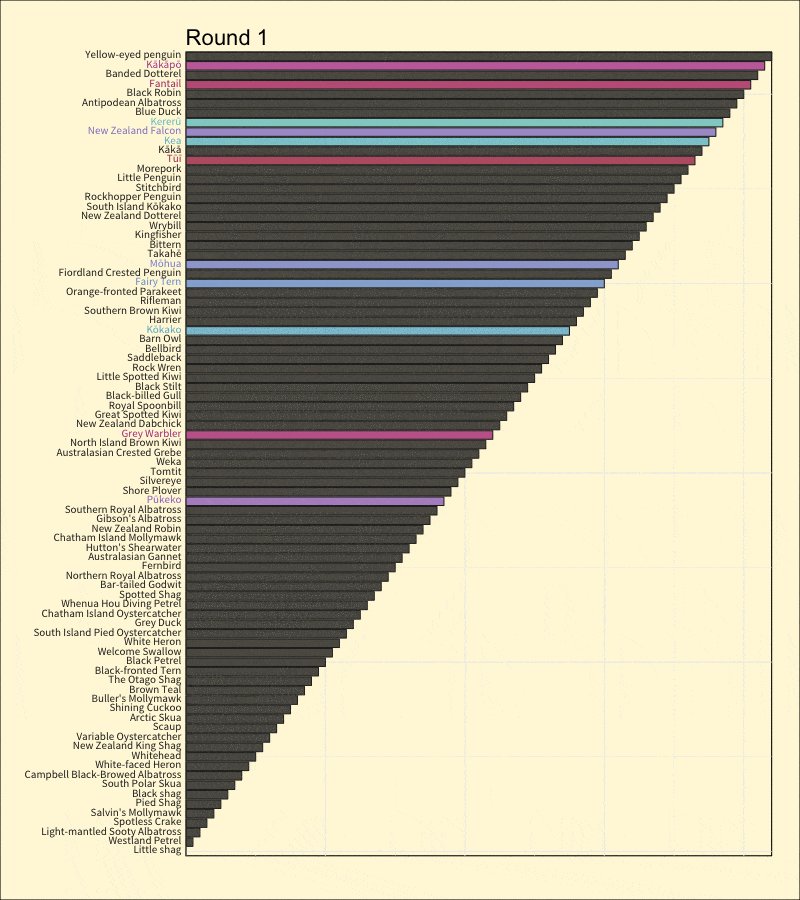 Round 1
Yellow-eyed penguin
Kākāpō
Banded Dotterel
Fantail
Black Robin
Antipodean Albatross
Blue Duck
Kererū
New Zealand Falcon
Kea
Kākā
Tūī
Morepork
Little Penguin
Stitchbird
Rockhopper Penguin
South Island Kōkako
New Zealand Dotterel
Wrybill
Kingfisher
Bittern
Takahē
Mōhua
Fiordland Crested Penguin
Fairy Tern
Orange-fronted Parakeet
Rifleman
Southern Brown Kiwi
Harrier
Kōkako
Barn Owl
Bellbird
Saddleback
Rock Wren
Little Spotted Kiwi
Black Stilt
Black-billed Gull
Royal Spoonbill
Great Spotted Kiwi
New Zealand Dabchick
Grey Warbler
North Island Brown Kiwi
Australasian Crested Grebe
Weka
Tomtit
Silvereye
Shore Plover
Pūkeko
Southern Royal Albatross
Gibson's Albatross
New Zealand Robin
Chatham Island Mollymawk
Hutton's Shearwater
Australasian Gannet
Fernbird
Northern Royal Albatross
Bar-tailed Godwit
Spotted Shag
Whenua Hou Diving Petrel
Chatham Island Oystercatcher
Grey Duck
South Island Pied Oystercatcher
White Heron
Welcome Swallow
Black Petrel
Black-fronted Tern
The Otago Shag
Brown Teal
Buller's Mollymawk
Shining Cuckoo
Arctic Skua
Scaup
Variable Oystercatcher
New Zealand King Shag
Whitehead
White-faced Heron
Campbell Black-Browed Albatross
South Polar Skua
Black shag
Pied Shag
Salvin's Mollymawk
Spotless Crake
Light-mantled Sooty Albatross
Westland Petrel
Little shag